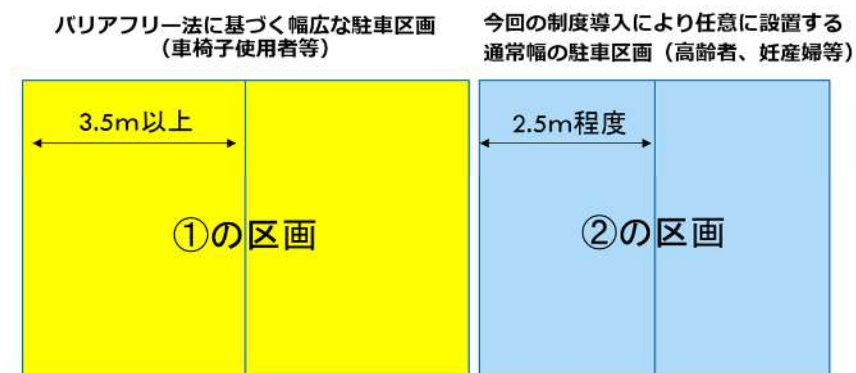 バリアフリー法に基づく幅広な駐車区画
（車椅子使用者等）
今回の制度導入により任意に設置する
通常幅の駐車区画（高齢者、妊産婦等）
3.5m以上
2.5m程度
①の区画
②の区画